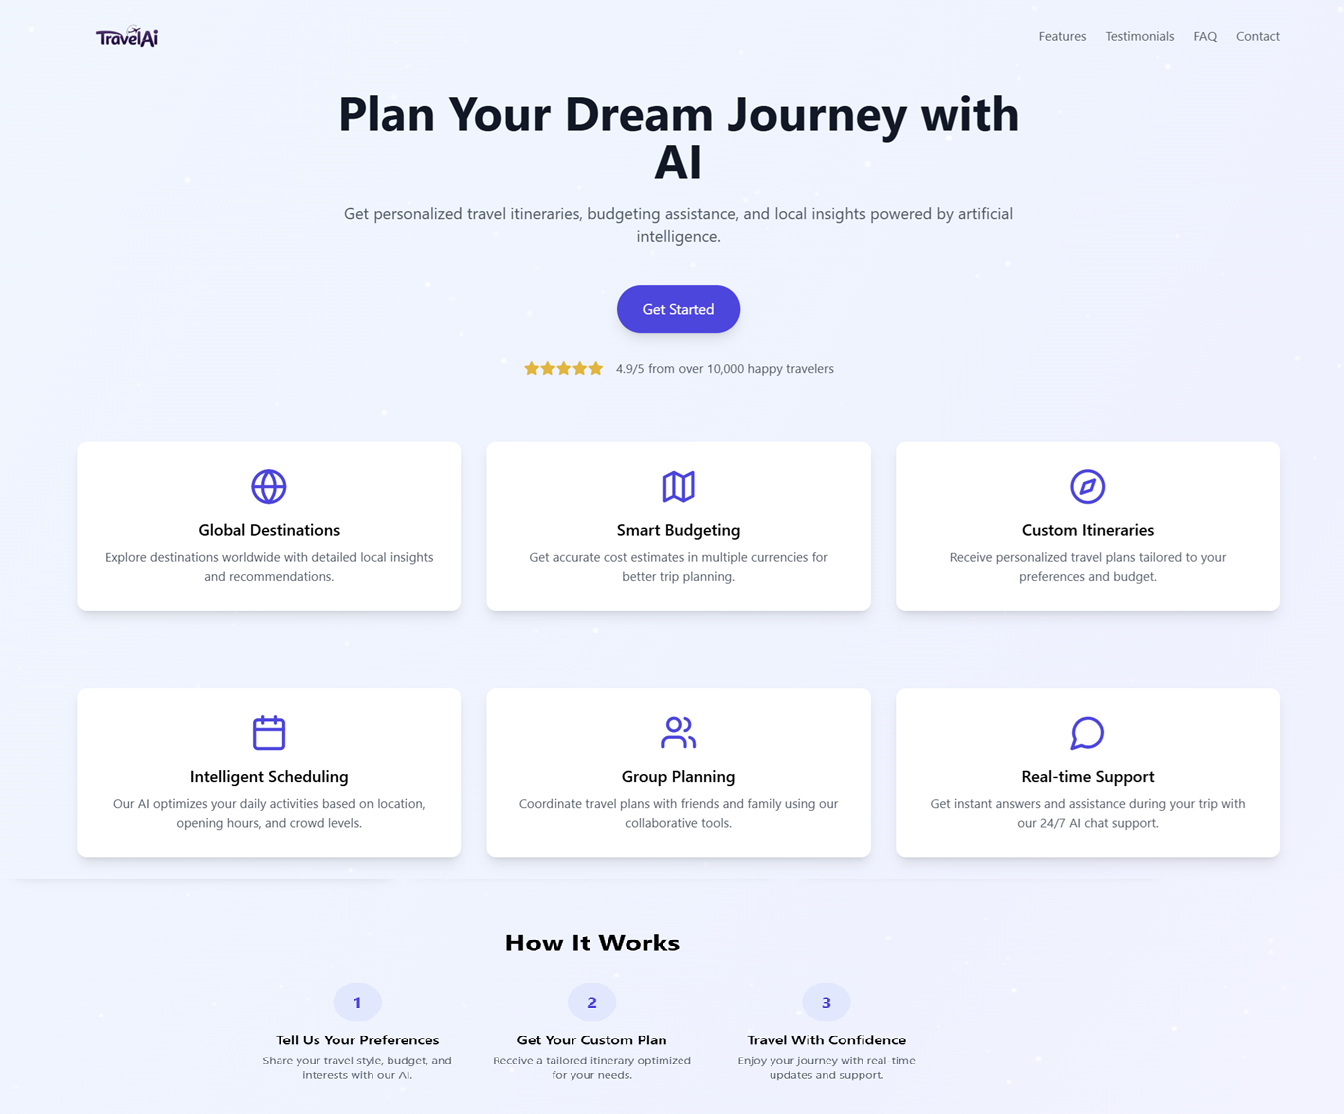 TravelAi
Features Testimonials FAQ Contact
Plan Your Dream Journey with
AI
Get personalized travel itineraries, budgeting assistance, and local insights powered by artificial
intelligence.
Get Started
4.9/5 from over 10,000 happy travelers
Global Destinations
Explore destinations worldwide with detailed local insights
and recommendations.
Smart Budgeting
Get accurate cost estimates in multiple currencies for
better trip planning.
Custom Itineraries
Receive personalized travel plans tailored to your
preferences and budget.
Intelligent Scheduling
Our AI optimizes your daily activities based on location,
opening hours, and crowd levels.
Group Planning
Coordinate travel plans with friends and family using our
collaborative tools.
Real-time Support
Get instant answers and assistance during your trip with
our 24/7 AI chat support.
How It Works
1
Tell Us Your Preferences
Share your travel style, budget, and
interests with our AI.
2
Get Your Custom Plan
Receive a tailored itinerary optimized
for your needs.
3
Travel With Confidence
Enjoy your journey with real-time
updates and support.